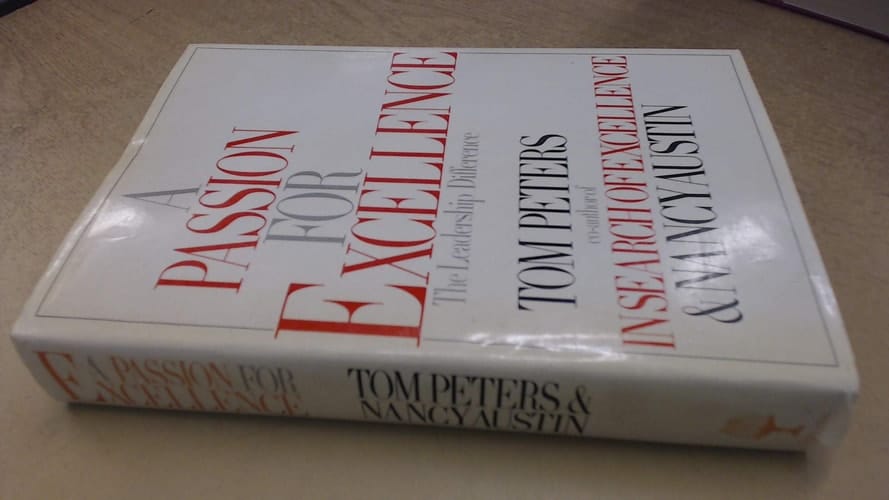 A
PASSION
FOR
EXCELLENCE
The Leadership Difference
TOM PETERS
co-author of
IN SEARCH OF EXCELLENCE
& NANCY AUSTIN
A PASSION FOR
EXCELLENCE
TOM PETERS &
NANCY AUSTIN